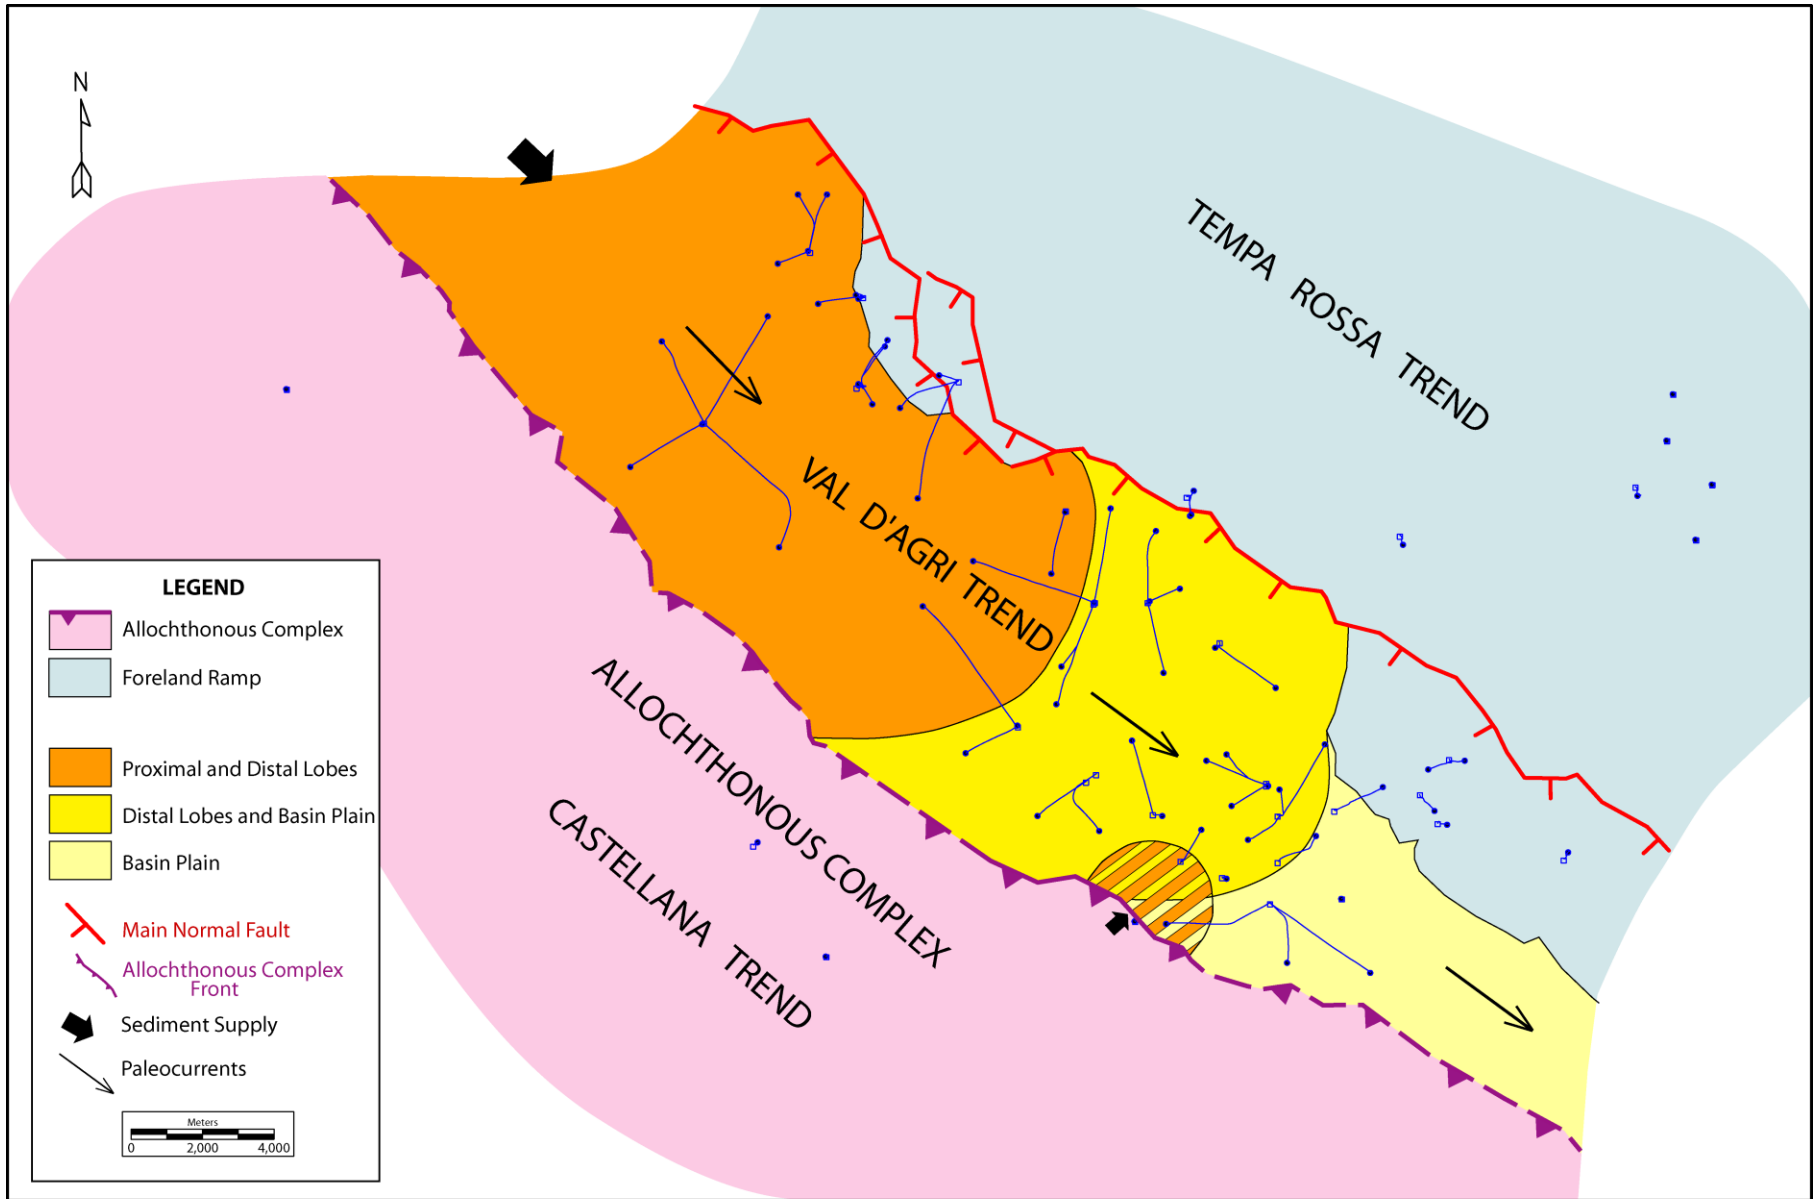 N
TEMPA ROSSA TREND
VAL D'AGRI TREND
ALLOCHTHONOUS COMPLEX
CASTELLANA TREND
LEGEND
Allochthonous Complex
Foreland Ramp
Proximal and Distal Lobes
Distal Lobes and Basin Plain
Basin Plain
Main Normal Fault
Allochthonous Complex
Front
Sediment Supply
Paleocurrents
Meters
0 2,000 4,000